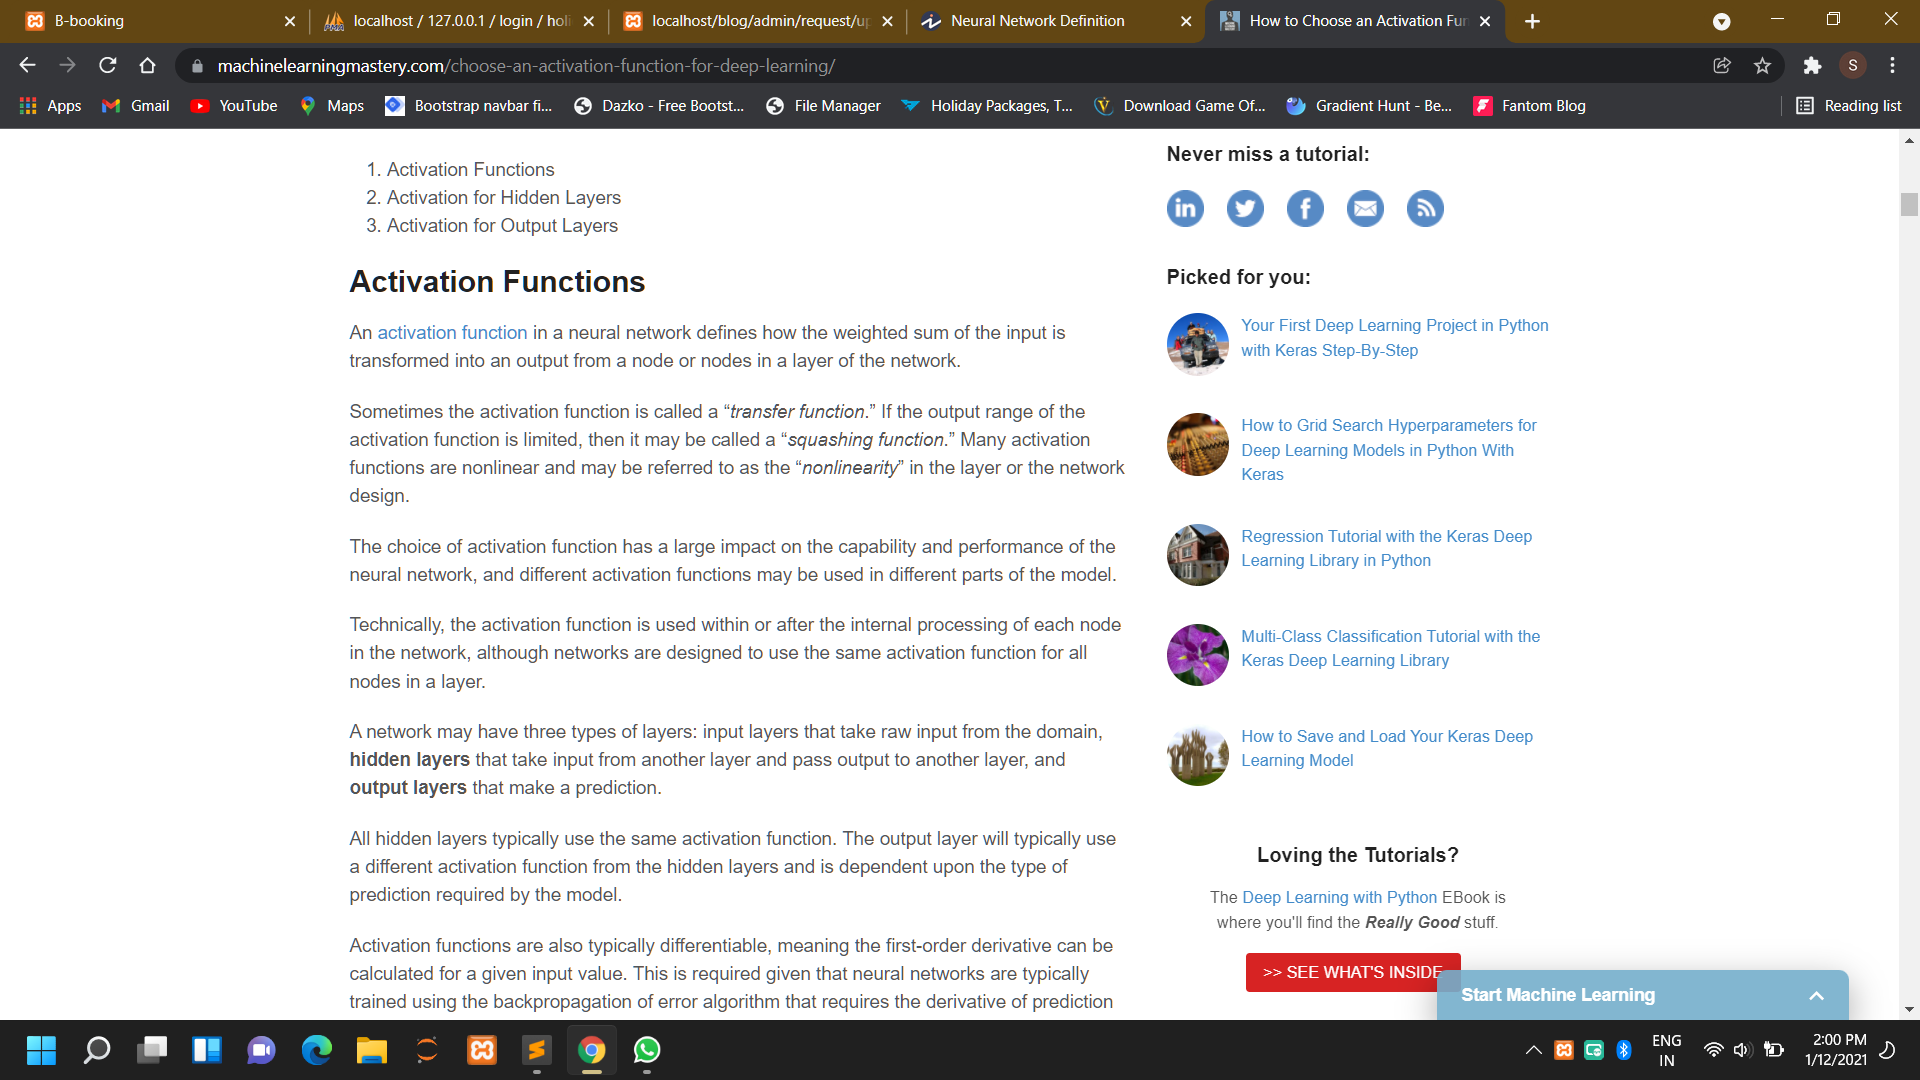 B-booking
localhost / 127.0.0.1 / login / holi
localhost/blog/admin/request/up
Neural Network Definition
How to Choose an Activation Fun
machinelearningmastery.com/choose-an-activation-function-for-deep-learning/
S
Apps
Gmail
YouTube
Maps
Bootstrap navbar fi...
Dazko - Free Bootst...
File Manager
Holiday Packages, T...
Download Game Of...
Gradient Hunt - Be...
Fantom Blog
Reading list
1. Activation Functions
2. Activation for Hidden Layers
3. Activation for Output Layers
Activation Functions
An activation function in a neural network defines how the weighted sum of the input is
transformed into an output from a node or nodes in a layer of the network.
Sometimes the activation function is called a “transfer function.” If the output range of the
activation function is limited, then it may be called a “squashing function.” Many activation
functions are nonlinear and may be referred to as the “nonlinearity” in the layer or the network
design.
The choice of activation function has a large impact on the capability and performance of the
neural network, and different activation functions may be used in different parts of the model.
Technically, the activation function is used within or after the internal processing of each node
in the network, although networks are designed to use the same activation function for all
nodes in a layer.
A network may have three types of layers: input layers that take raw input from the domain,
hidden layers that take input from another layer and pass output to another layer, and
output layers that make a prediction.
All hidden layers typically use the same activation function. The output layer will typically use
a different activation function from the hidden layers and is dependent upon the type of
prediction required by the model.
Activation functions are also typically differentiable, meaning the first-order derivative can be
calculated for a given input value. This is required given that neural networks are typically
trained using the backpropagation of error algorithm that requires the derivative of prediction
Never miss a tutorial:
Picked for you:
Your First Deep Learning Project in Python
with Keras Step-By-Step
How to Grid Search Hyperparameters for
Deep Learning Models in Python With
Keras
Regression Tutorial with the Keras Deep
Learning Library in Python
Multi-Class Classification Tutorial with the
Keras Deep Learning Library
How to Save and Load Your Keras Deep
Learning Model
Loving the Tutorials?
The Deep Learning with Python EBook is
where you'll find the Really Good stuff.
>> SEE WHAT'S INSIDE
Start Machine Learning
ENG
IN
2:00 PM
1/12/2021